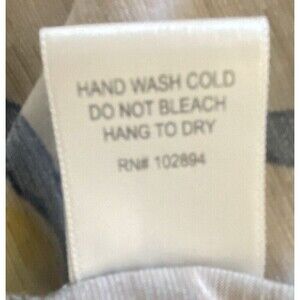 HAND WASH COLD
DO NOT BLEACH
HANG TO DRY
RN# 102894